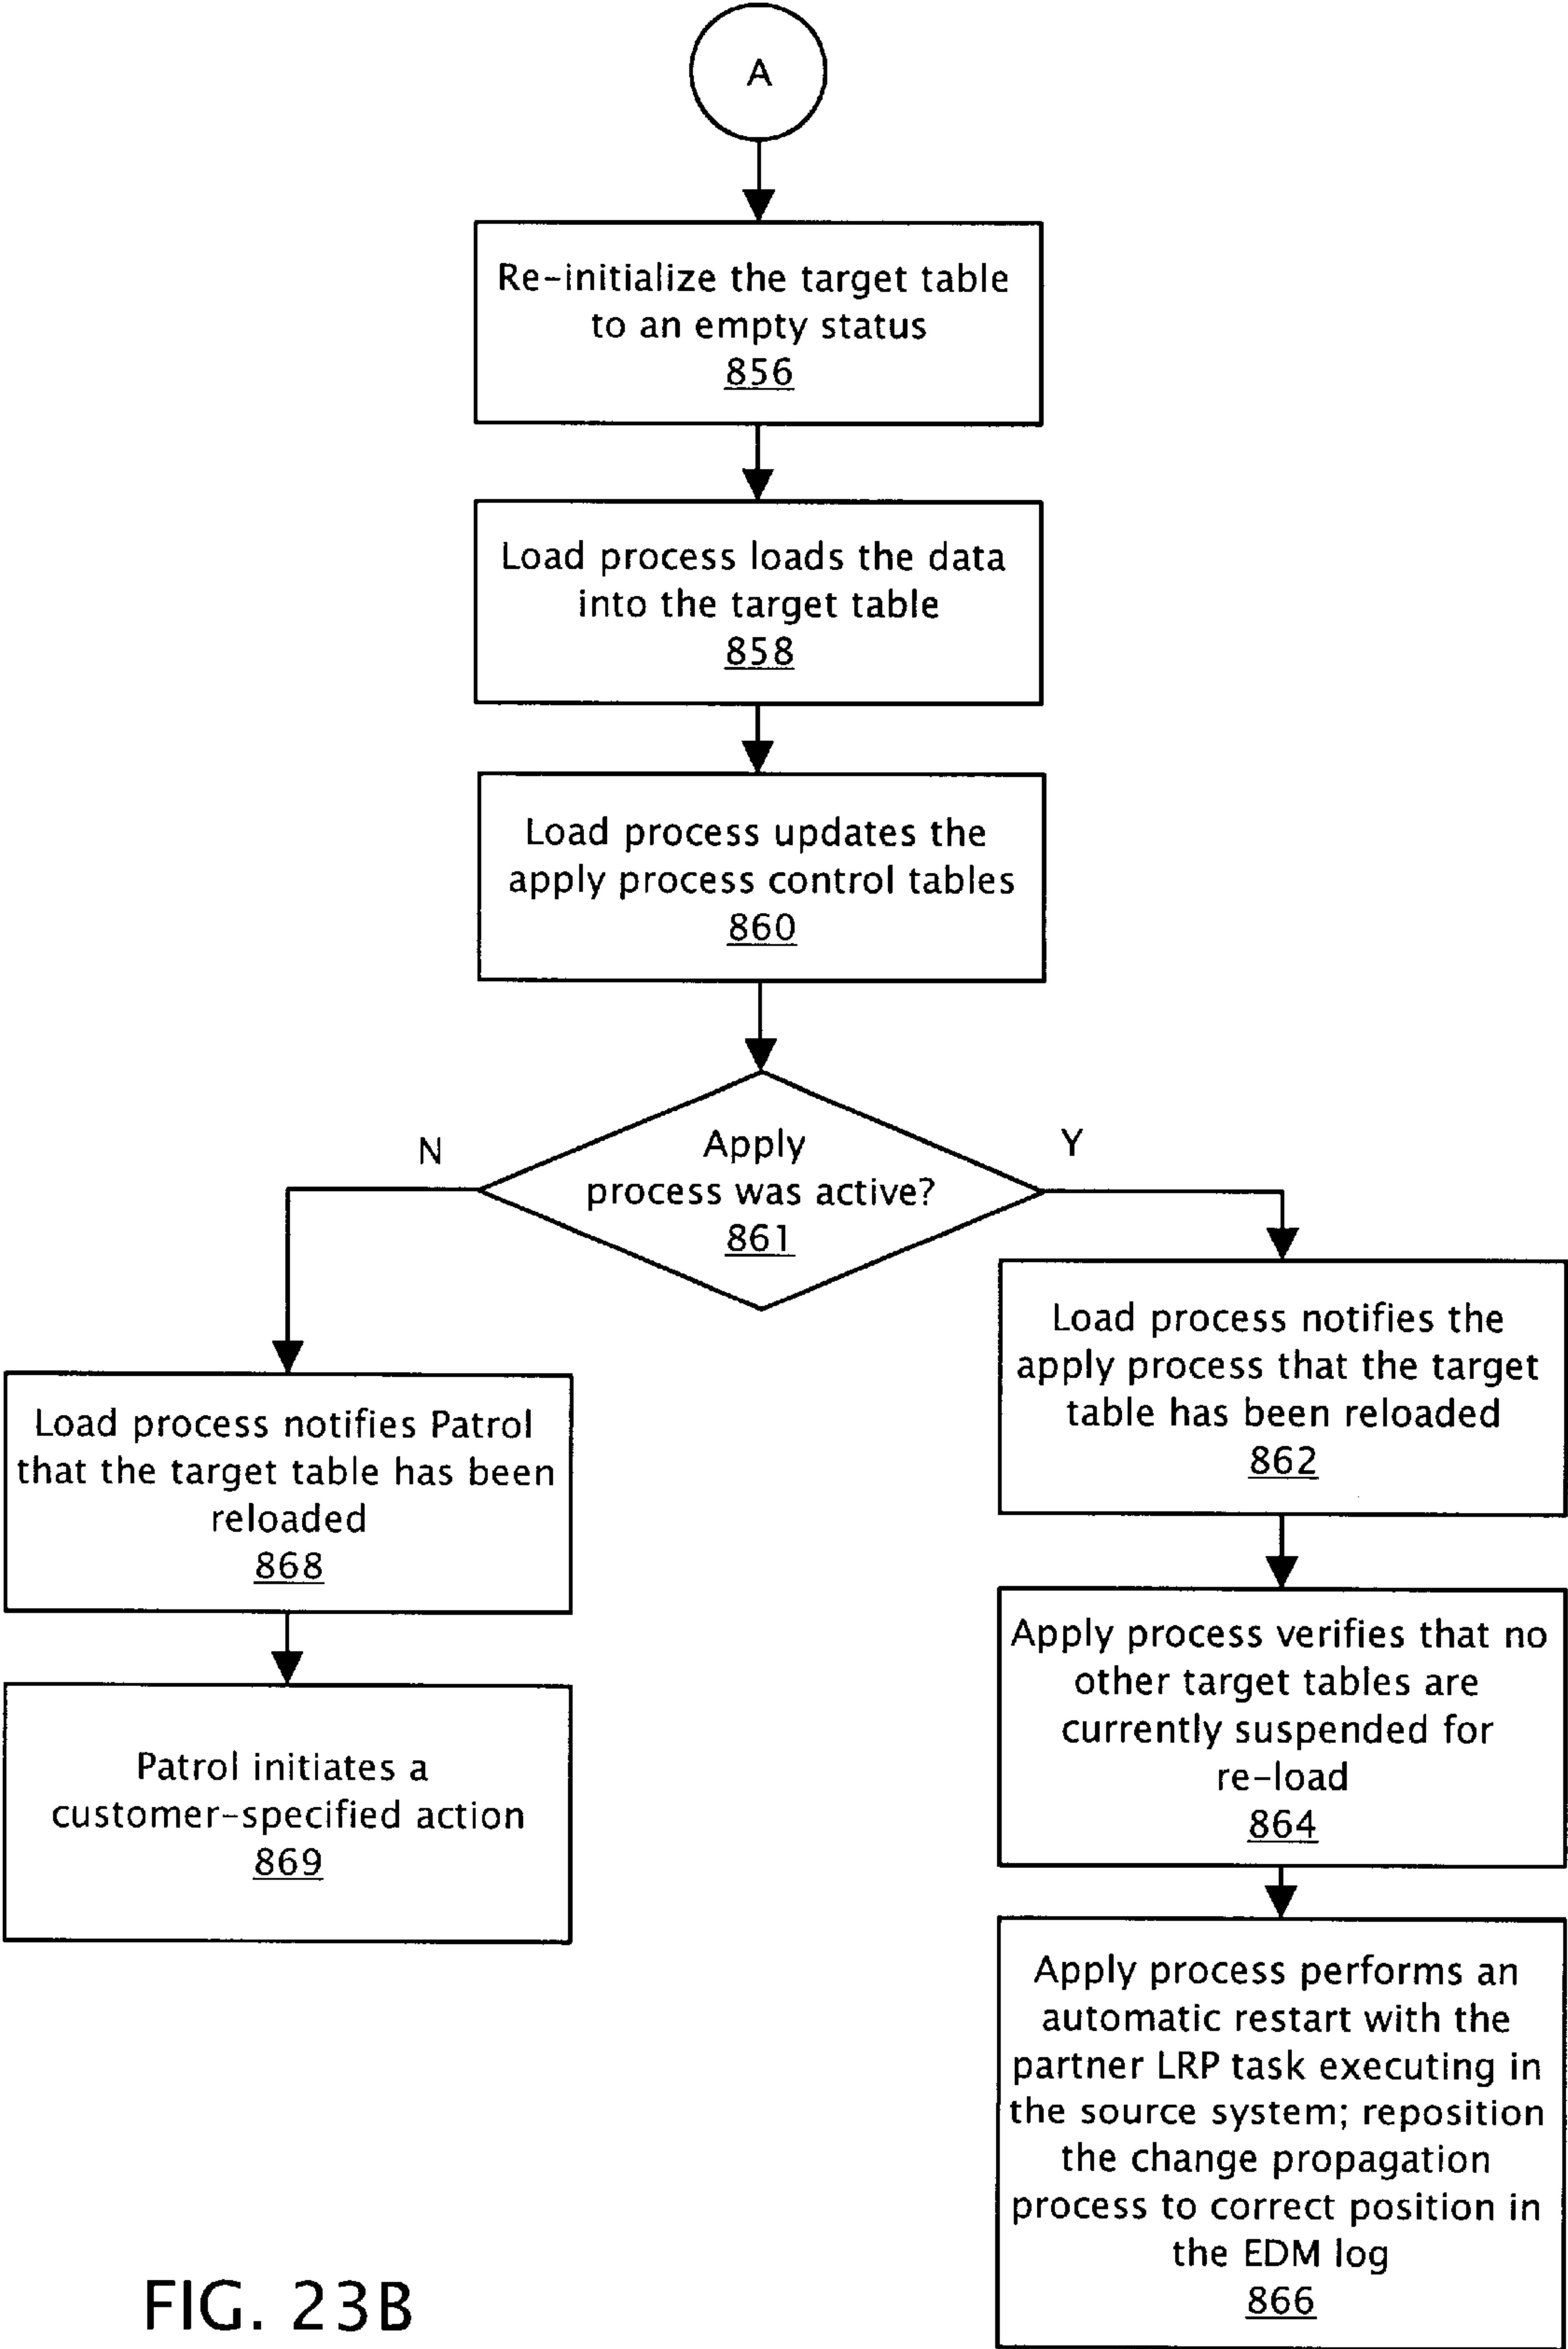 A
Re-initialize the target table
to an empty status
856
Load process loads the data
into the target table
858
Load process updates the
apply process control tables
860
Apply
process was active?
861
N
Y
Load process notifies Patrol
that the target table has been
reloaded
868
Patrol initiates a
customer-specified action
869
Load process notifies the
apply process that the target
table has been reloaded
862
Apply process verifies that no
other target tables are
currently suspended for
re-load
864
Apply process performs an
automatic restart with the
partner LRP task executing in
the source system; reposition
the change propagation
process to correct position in
the EDM log
866
FIG. 23B